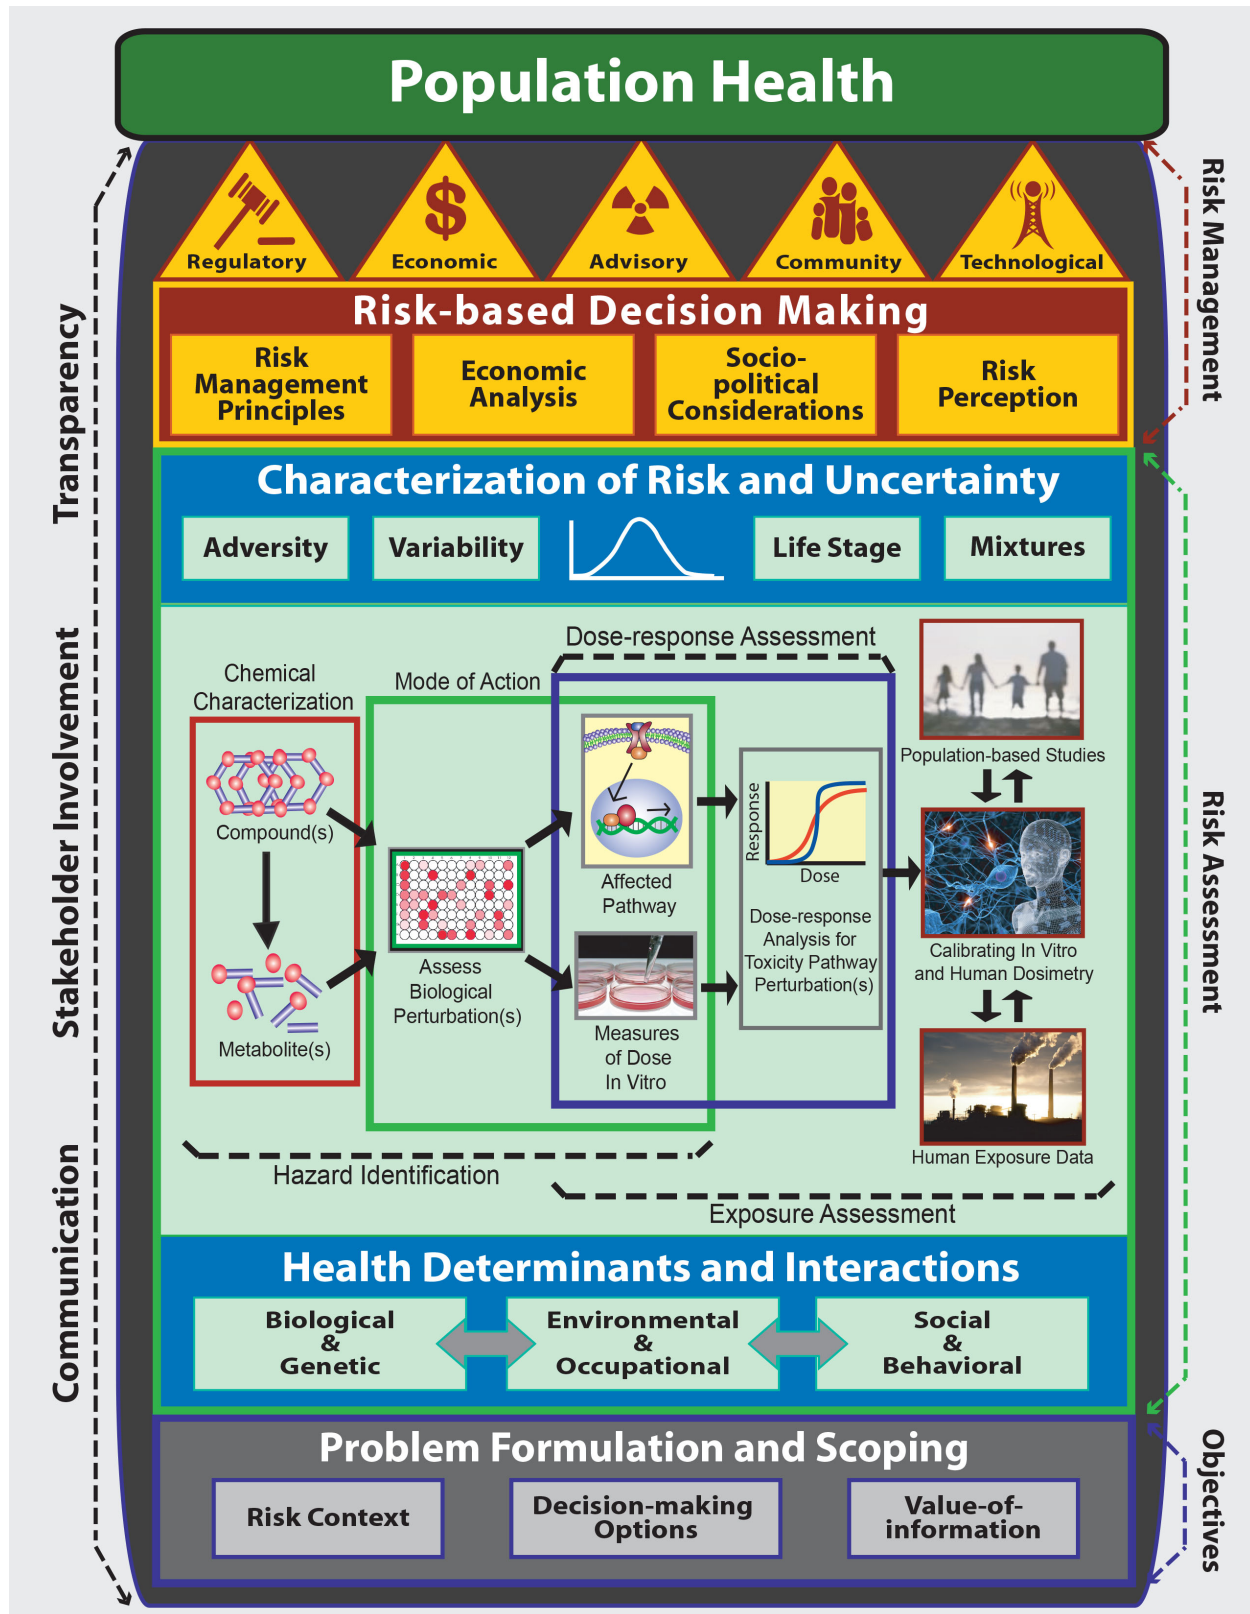 Population Health
Regulatory
Economic
Advisory
Community
Technological
Risk-based Decision Making
Risk
Management
Principles
Economic
Analysis
Socio-
political
Considerations
Risk
Perception
Characterization of Risk and Uncertainty
Adversity
Variability
Life Stage
Mixtures
Dose-response Assessment
Chemical
Characterization
Mode of Action
Compound(s)
Metabolite(s)
Assess
Biological
Perturbation(s)
Affected
Pathway
Measures
of Dose
In Vitro
Response
Dose
Dose-response
Analysis for
Toxicity Pathway
Perturbation(s)
Population-based Studies
Calibrating In Vitro
and Human Dosimetry
Human Exposure Data
Hazard Identification
Exposure Assessment
Health Determinants and Interactions
Biological
&
Genetic
Environmental
&
Occupational
Social
&
Behavioral
Problem Formulation and Scoping
Risk Context
Decision-making
Options
Value-of-
information
Transparency
Stakeholder Involvement
Communication
Risk Management
Risk Assessment
Objectives